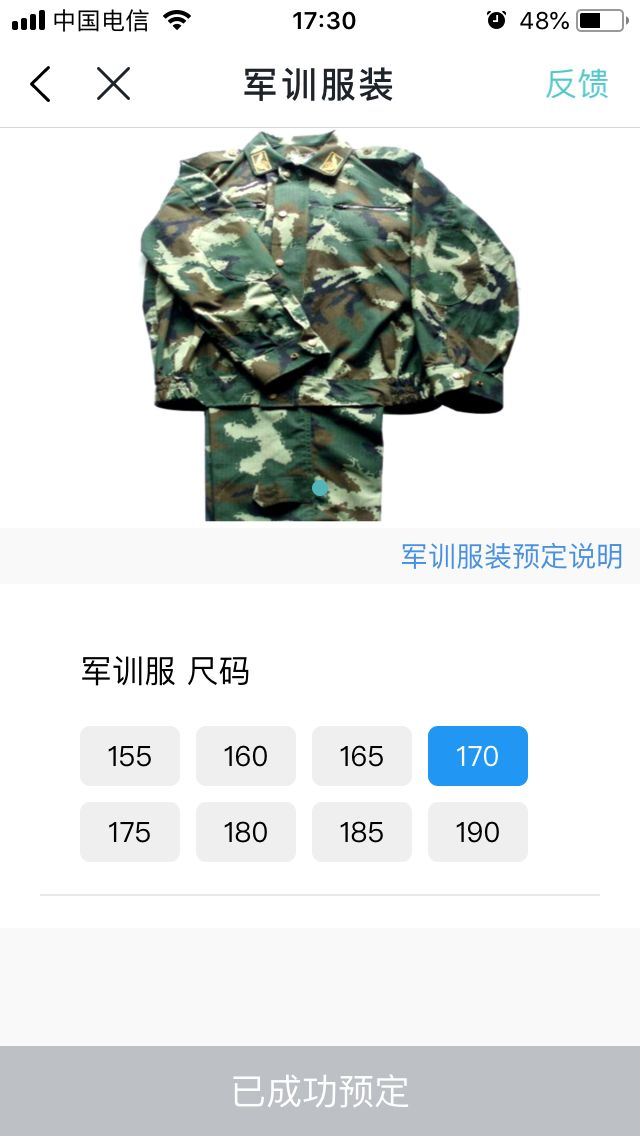 中国电信 17:30 48%
军训服装 反馈
军训服装预定说明
军训服 尺码
155 160 165 170
175 180 185 190
已成功预定